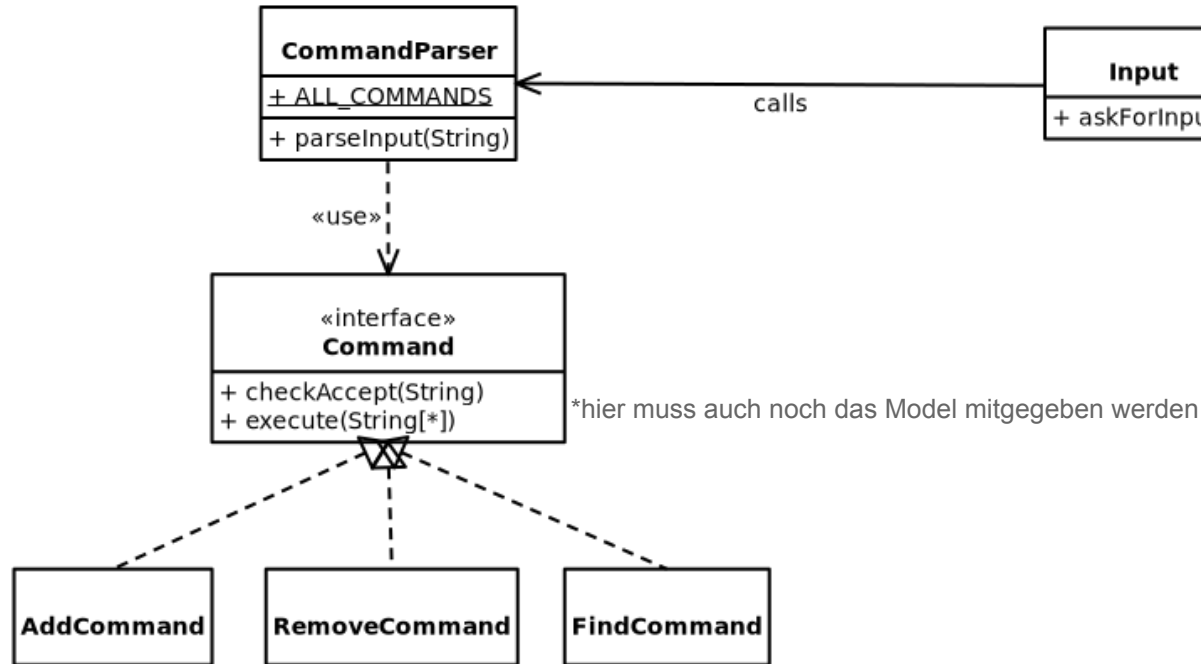 CommandParser
+ ALL_COMMANDS
+ parseInput(String)
calls
Input
+ askForInpu
«use»
«interface»
Command
+ checkAccept(String)
+ execute(String[*])
*hier muss auch noch das Model mitgegeben werden
AddCommand
RemoveCommand
FindCommand